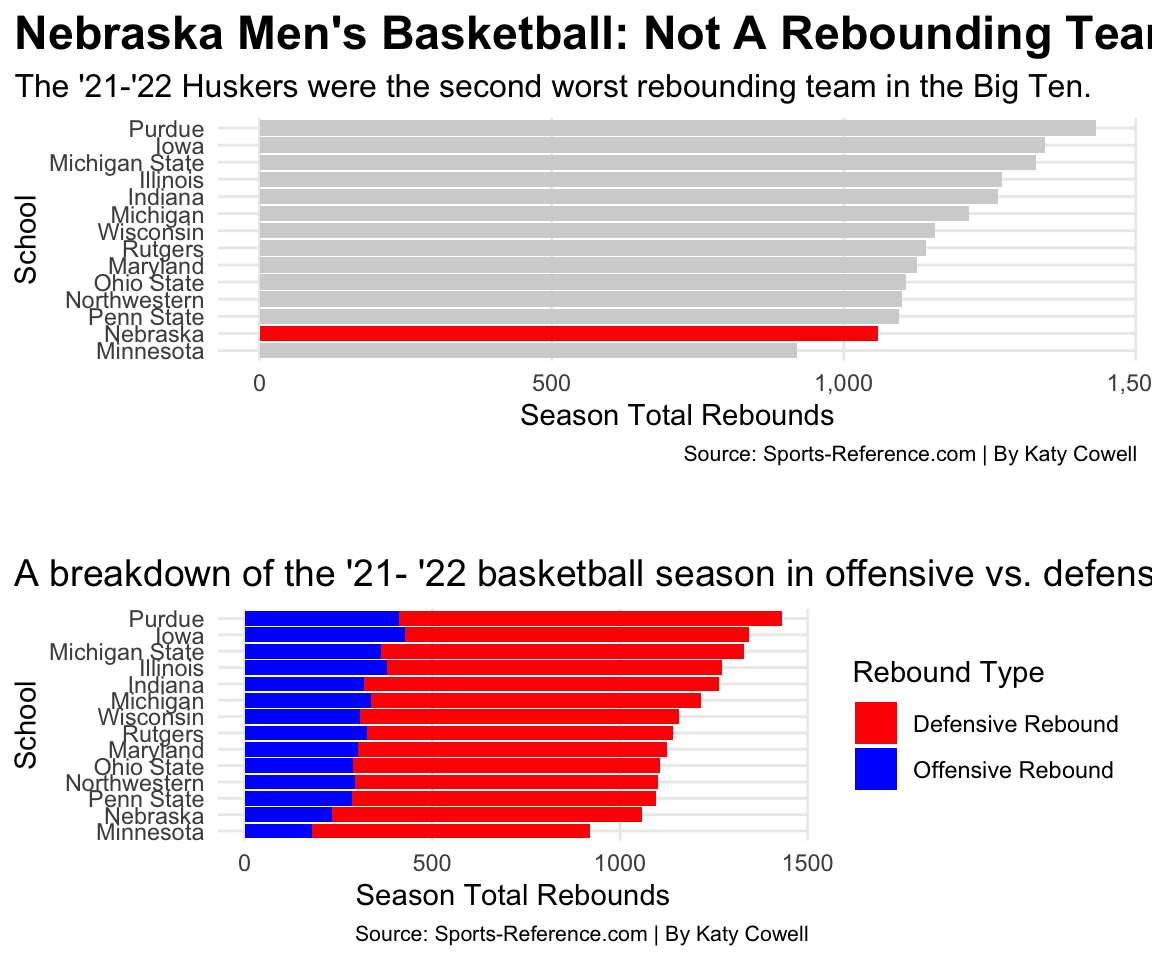 Nebraska Men's Basketball: Not A Rebounding Tear
The '21-'22 Huskers were the second worst rebounding team in the Big Ten.
School
Purdue
Iowa
Michigan State
Illinois
Indiana
Michigan
Wisconsin
Rutgers
Maryland
Ohio State
Northwestern
Penn State
Nebraska
Minnesota
0 500 1,000 1,50
Season Total Rebounds
Source: Sports-Reference.com | By Katy Cowell
A breakdown of the '21- '22 basketball season in offensive vs. defens
School
Purdue
Iowa
Michigan State
Illinois
Indiana
Michigan
Wisconsin
Rutgers
Maryland
Ohio State
Northwestern
Penn State
Nebraska
Minnesota
0 500 1000 1500
Season Total Rebounds
Rebound Type
Defensive Rebound
Offensive Rebound
Source: Sports-Reference.com | By Katy Cowell